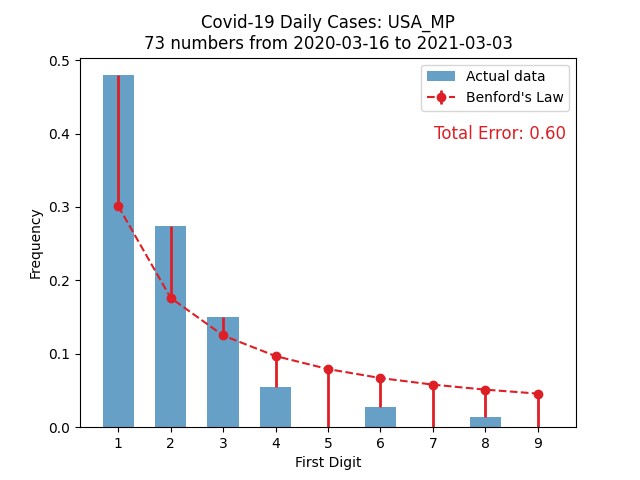 Covid-19 Daily Cases: USA_MP
73 numbers from 2020-03-16 to 2021-03-03
Actual data
Benford's Law
Total Error: 0.60
Frequency
0.5
0.4
0.3
0.2
0.1
0.0
1 2 3 4 5 6 7 8 9
First Digit